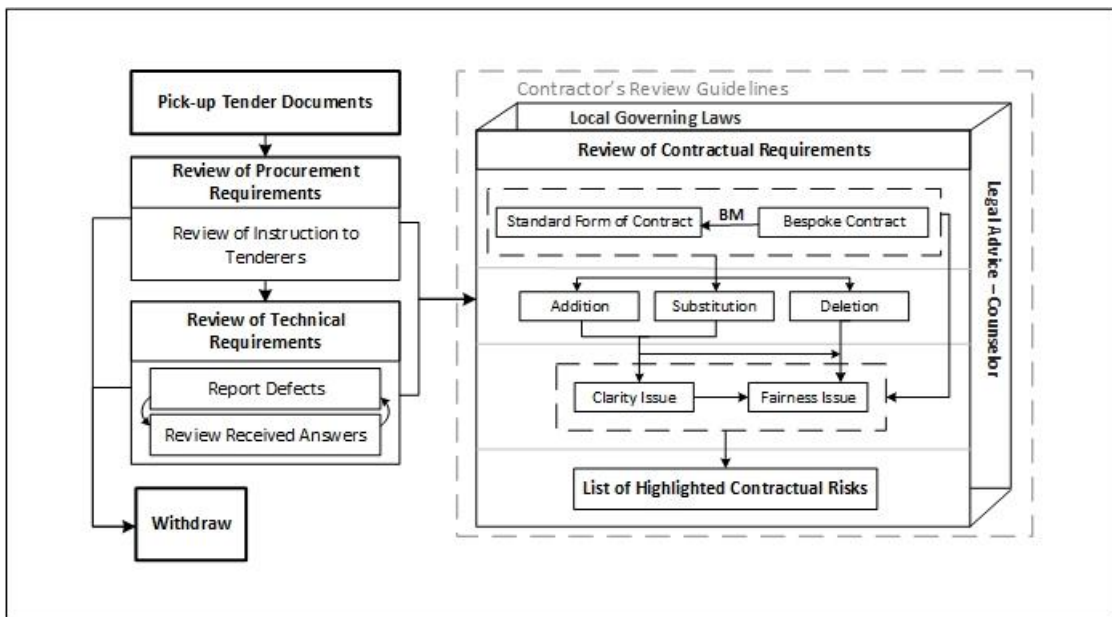 Pick-up Tender Documents
Review of Procurement
Requirements
Review of Instruction to
Tenderers
Review of Technical
Requirements
Report Defects
Review Received Answers
Withdraw
Contractor's Review Guidelines
Local Governing Laws
Review of Contractual Requirements
Standard Form of Contract
BM
Bespoke Contract
Addition
Substitution
Deletion
Clarity Issue
Fairness Issue
List of Highlighted Contractual Risks
Legal Advice – Counselor